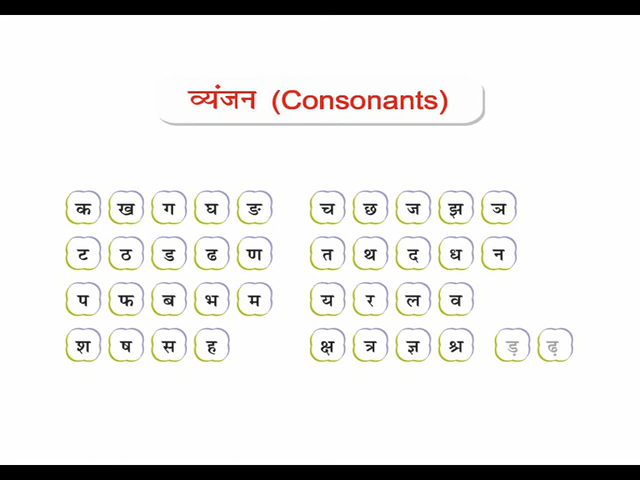 व्यंजन (Consonants)
क ख ग घ ङ च छ ज झ ञ
ट ठ ड ढ ण त थ द ध न
प फ ब भ म य र ल व
श ष स ह क्ष त्र ज्ञ श्र ड़ ढ़